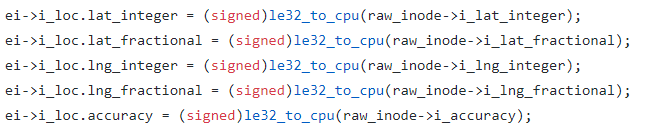 ei->i_loc.lat_integer = (signed)le32_to_cpu(raw_inode->i_lat_integer);
ei->i_loc.lat_fractional = (signed)le32_to_cpu(raw_inode->i_lat_fractional);
ei->i_loc.lng_integer = (signed)le32_to_cpu(raw_inode->i_lng_integer);
ei->i_loc.lng_fractional = (signed)le32_to_cpu(raw_inode->i_lng_fractional);
ei->i_loc.accuracy = (signed)le32_to_cpu(raw_inode->i_accuracy);